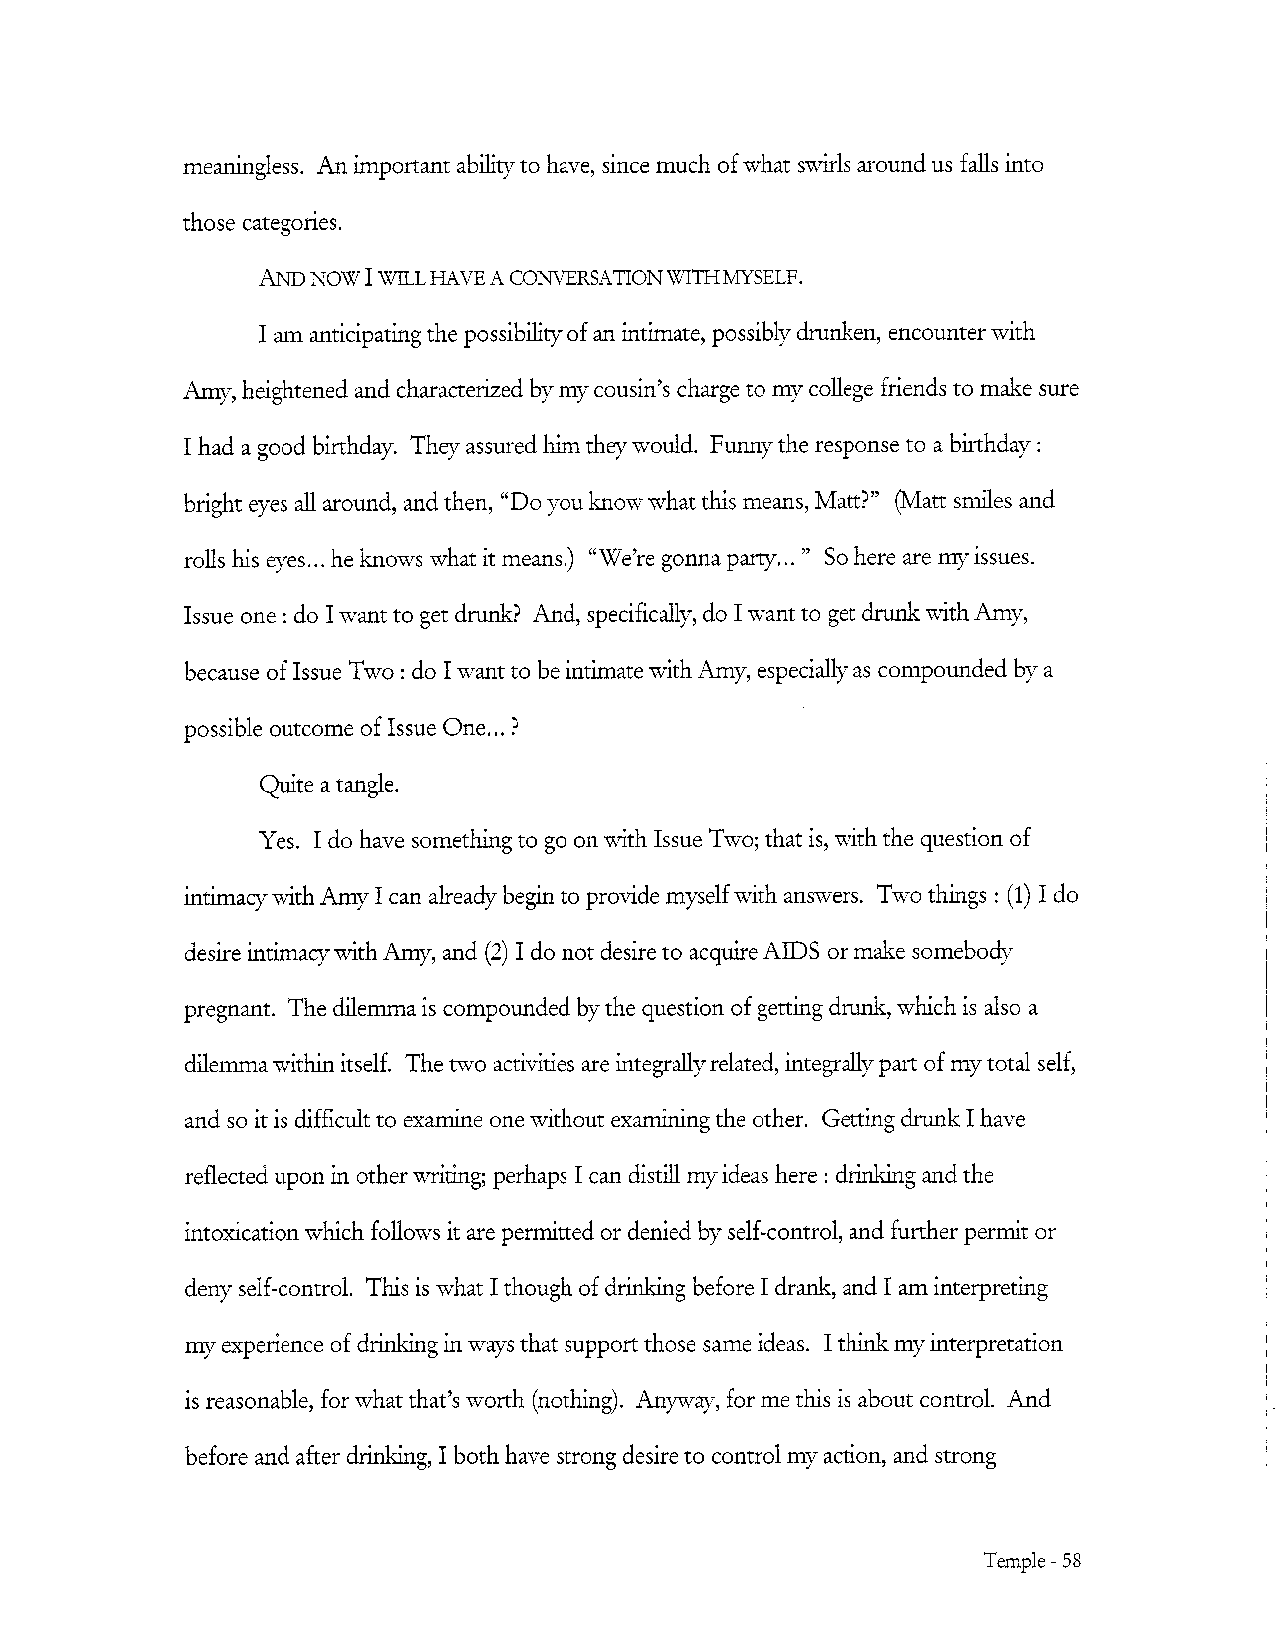 meaningless. An important ability to have, since much of what swirls around us falls into
those categories.
AND NOW I WILL HAVE A CONVERSATION WITH MYSELF.
I am anticipating the possibility of an intimate, possibly drunken, encounter with
Amy, heightened and characterized by my cousin's charge to my college friends to make sure
I had a good birthday. They assured him they would. Funny the response to a birthday :
bright eyes all around, and then, “Do you know what this means, Matt?” (Matt smiles and
rolls his eyes... he knows what it means.) “We're gonna party... ” So here are my issues.
Issue one : do I want to get drunk? And, specifically, do I want to get drunk with Amy,
because of Issue Two : do I want to be intimate with Amy, especially as compounded by a
possible outcome of Issue One... ?
Quite a tangle.
Yes. I do have something to go on with Issue Two; that is, with the question of
intimacy with Amy I can already begin to provide myself with answers. Two things : (1) I do
desire intimacy with Amy, and (2) I do not desire to acquire AIDS or make somebody
pregnant. The dilemma is compounded by the question of getting drunk, which is also a
dilemma within itself. The two activities are integrally related, integrally part of my total self,
and so it is difficult to examine one without examining the other. Getting drunk I have
reflected upon in other writing; perhaps I can distill my ideas here : drinking and the
intoxication which follows it are permitted or denied by self-control, and further permit or
deny self-control. This is what I though of drinking before I drank, and I am interpreting
my experience of drinking in ways that support those same ideas. I think my interpretation
is reasonable, for what that's worth (nothing). Anyway, for me this is about control. And
before and after drinking, I both have strong desire to control my action, and strong
Temple - 58